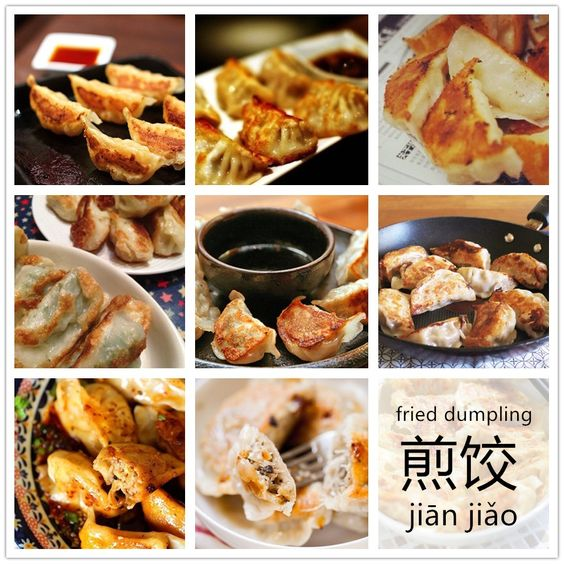 fried dumpling
煎饺
jiān jiǎo